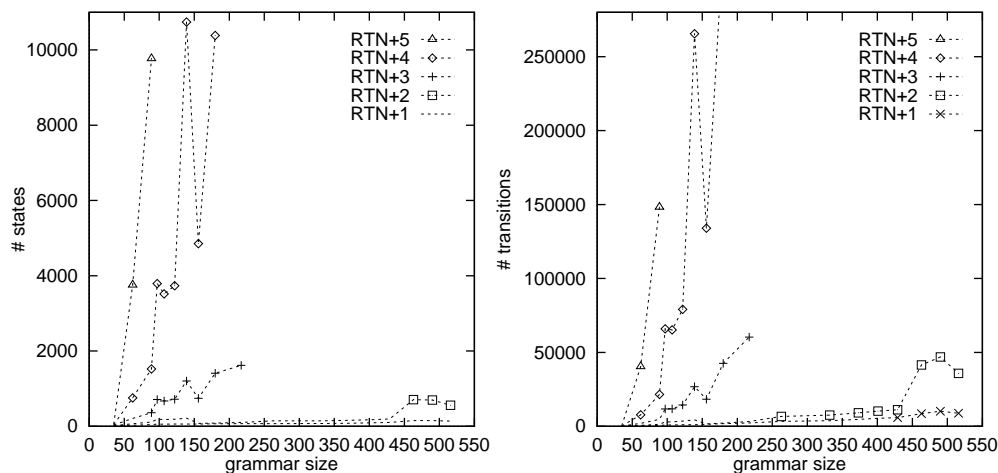 10000
8000
6000
4000
2000
0
# states
0 50 100 150 200 250 300 350 400 450 500 550
grammar size
RTN+5
RTN+4
RTN+3
RTN+2
RTN+1
250000
200000
150000
100000
50000
0
# transitions
0 50 100 150 200 250 300 350 400 450 500 550
grammar size
RTN+5
RTN+4
RTN+3
RTN+2
RTN+1